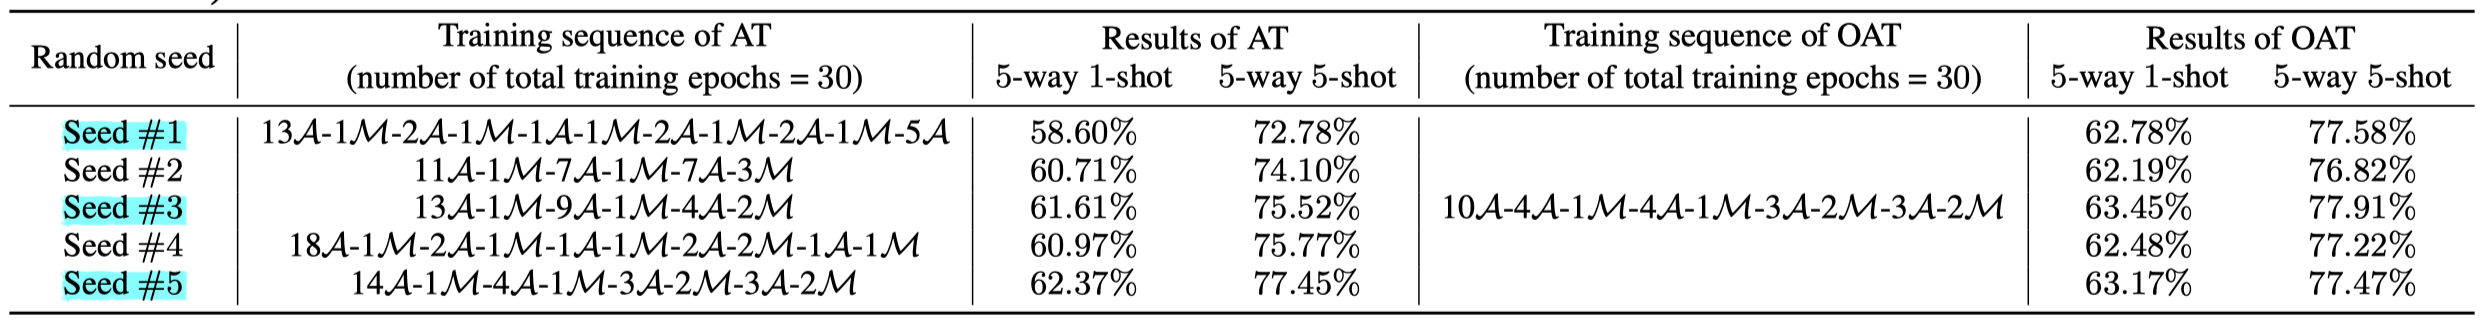 Random seed Training sequence of AT (number of total training epochs = 30) Results of AT 5-way 1-shot 5-way 5-shot Training sequence of OAT (number of total training epochs = 30) Results of OAT 5-way 1-shot 5-way 5-shot
Seed #1 13𝒜-1ℳ-2𝒜-1ℳ-1𝒜-1ℳ-2𝒜-1ℳ-2𝒜-1ℳ-5𝒜 58.60% 72.78% 62.78% 77.58%
Seed #2 11𝒜-1ℳ-7𝒜-1ℳ-7𝒜-3ℳ 60.71% 74.10% 62.19% 76.82%
Seed #3 13𝒜-1ℳ-9𝒜-1ℳ-4𝒜-2ℳ 61.61% 75.52% 10𝒜-4𝒜-1ℳ-4𝒜-1ℳ-3𝒜-2ℳ-3𝒜-2ℳ 63.45% 77.91%
Seed #4 18𝒜-1ℳ-2𝒜-1ℳ-1𝒜-1ℳ-2𝒜-2ℳ-1𝒜-1ℳ 60.97% 75.77% 62.48% 77.22%
Seed #5 14𝒜-1ℳ-4𝒜-1ℳ-3𝒜-2ℳ-3𝒜-2ℳ 62.37% 77.45% 63.17% 77.47%